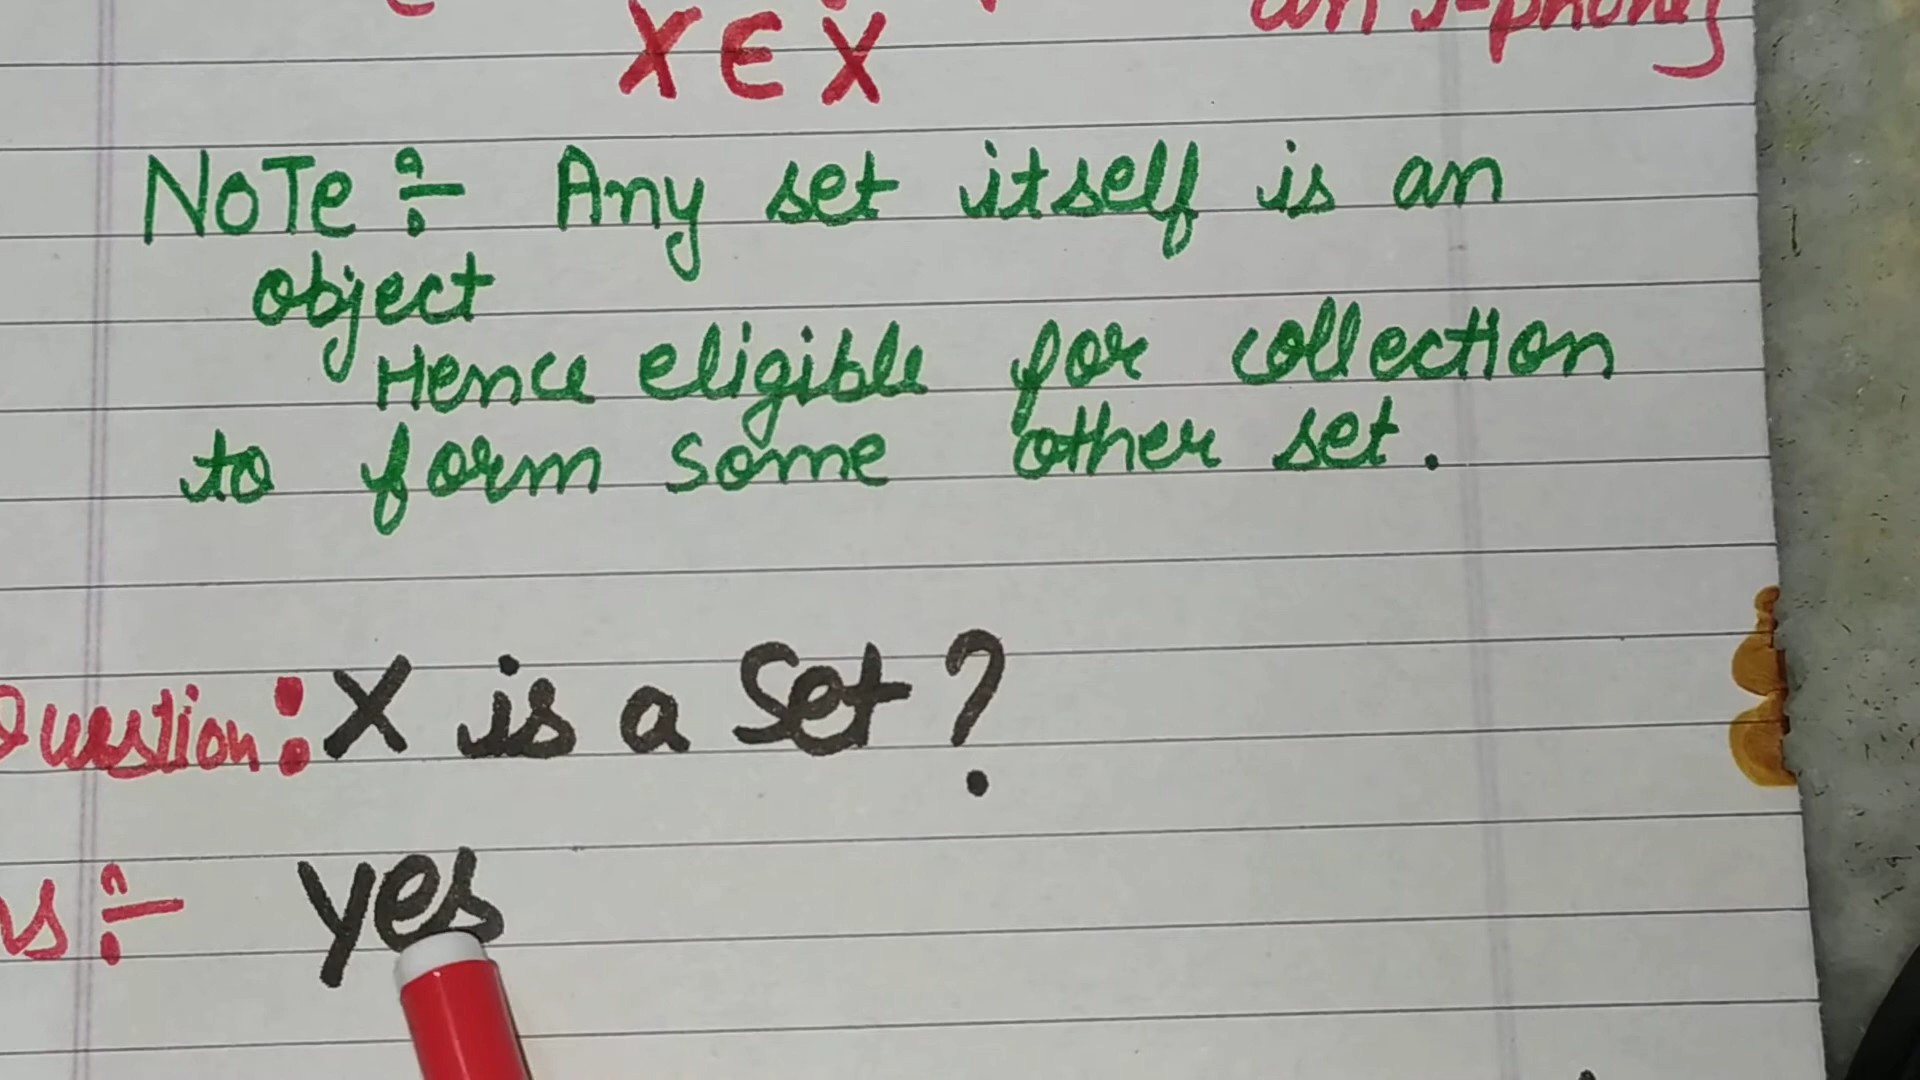 X ∈ X
NOTe :- Any set itself is an
object
Hence eligible for collection
to form some other set.
Question: X is a Set?
yes